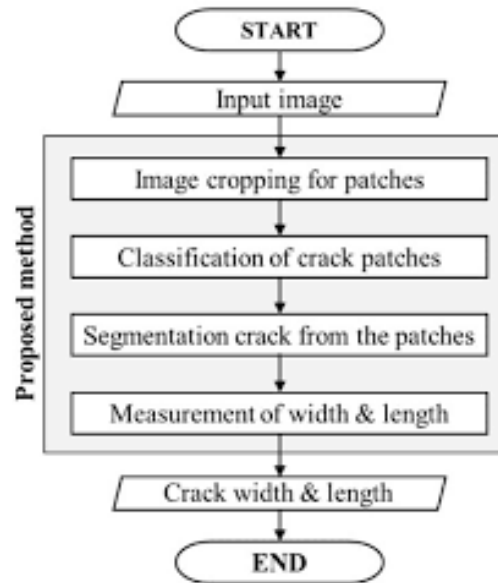 START
Input image
Proposed method
Image cropping for patches
Classification of crack patches
Segmentation crack from the patches
Measurement of width & length
Crack width & length
END